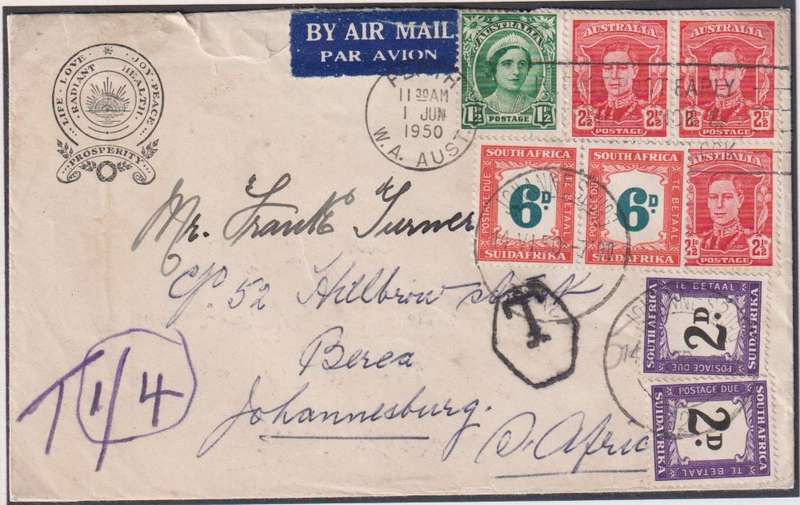 BY AIR MAIL
PAR AVION
PERTH
11 30 AM
1 JUN
1950
W.A. AUST
AUSTRALIA
1½
POSTAGE
1½
AUSTRALIA
2½
2½
POSTAGE
AUSTRALIA
2½
2½
POSTAGE
LIFE · LOVE · JOY · PEACE
RADIANT HEALTH
PROSPERITY
SOUTH AFRICA
POSTAGE DUE
6D.
TE BETAAL
SUIDAFRIKA
SOUTH AFRICA
POSTAGE DUE
6D.
TE BETAAL
SUIDAFRIKA
2½
2½
POSTAGE
JOHANNESBURG
Mr. Frank Turner
52 Hillbrow
Berea
Johannesburg.
S. Africa
T
T 1/4
TE BETAAL
SOUTH AFRICA
2D.
SUIDAFRIKA
POSTAGE DUE
POSTAGE DUE
SUIDAFRIKA
2D.
SOUTH AFRICA
TE BETAAL